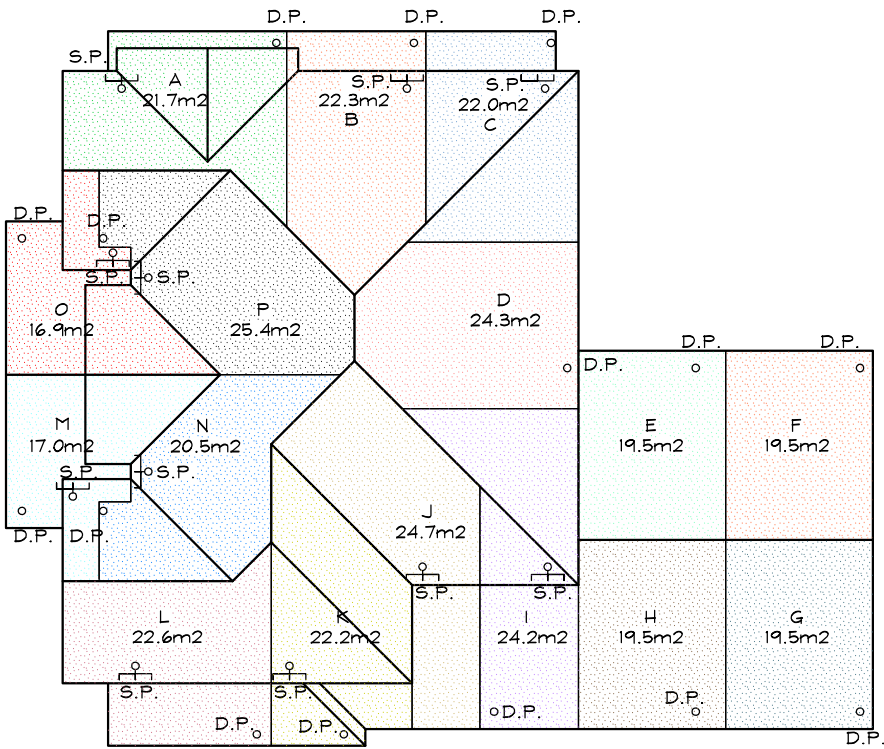 D.P.
D.P.
D.P.
S.P.
A
21.7m2
S.P.
22.3m2
B
S.P.
22.0m2
C
D.P.
D.P.
S.P.
S.P.
O
16.9m2
P
25.4m2
D
24.3m2
D.P.
D.P.
D.P.
M
17.0m2
N
20.5m2
E
19.5m2
F
19.5m2
S.P.
S.P.
D.P.
D.P.
J
24.7m2
S.P.
S.P.
L
22.6m2
K
22.2m2
I
24.2m2
H
19.5m2
G
19.5m2
S.P.
S.P.
D.P.
D.P.
D.P.
D.P.
D.P.